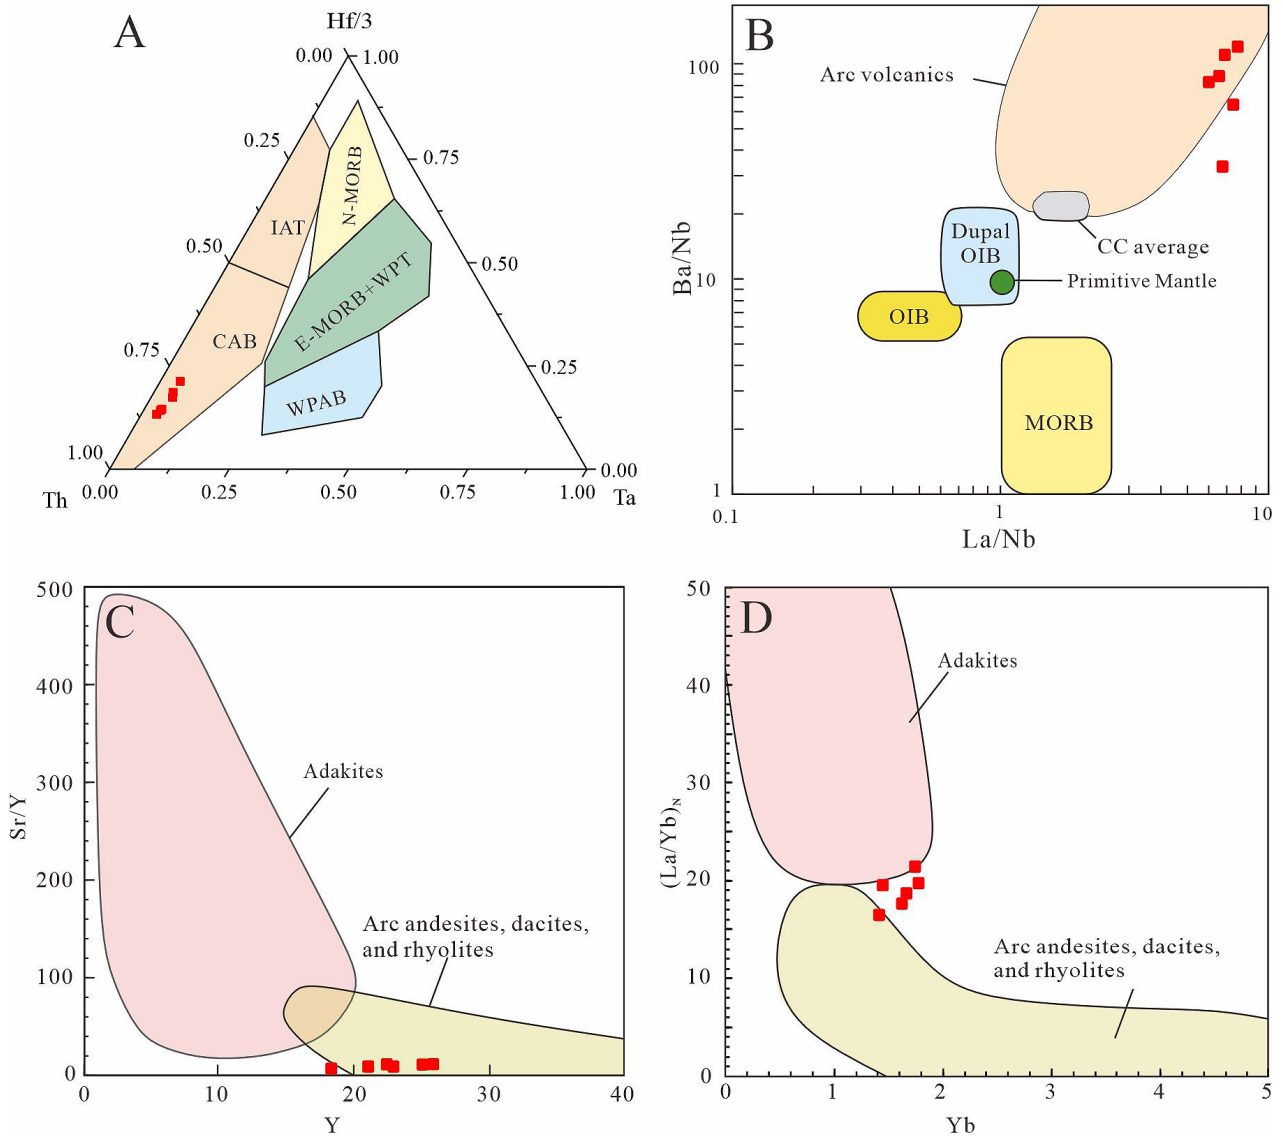 A
Hf/3
0.00
1.00
0.25
0.75
N-MORB
IAT
0.50
0.50
E-MORB+WPT
CAB
0.75
0.25
WPAB
1.00
0.00
Th
0.00
0.25
0.50
0.75
1.00
Ta
B
100
Arc volcanics
Ba/Nb
Dupal
OIB
CC average
10
Primitive Mantle
OIB
MORB
1
0.1
1
10
La/Nb
C
500
400
300
Adakites
Sr/Y
200
Arc andesites, dacites,
and rhyolites
100
0
0
10
20
30
40
Y
D
50
Adakites
40
30
(La/Yb)N
20
Arc andesites, dacites,
and rhyolites
10
0
0
1
2
3
4
5
Yb